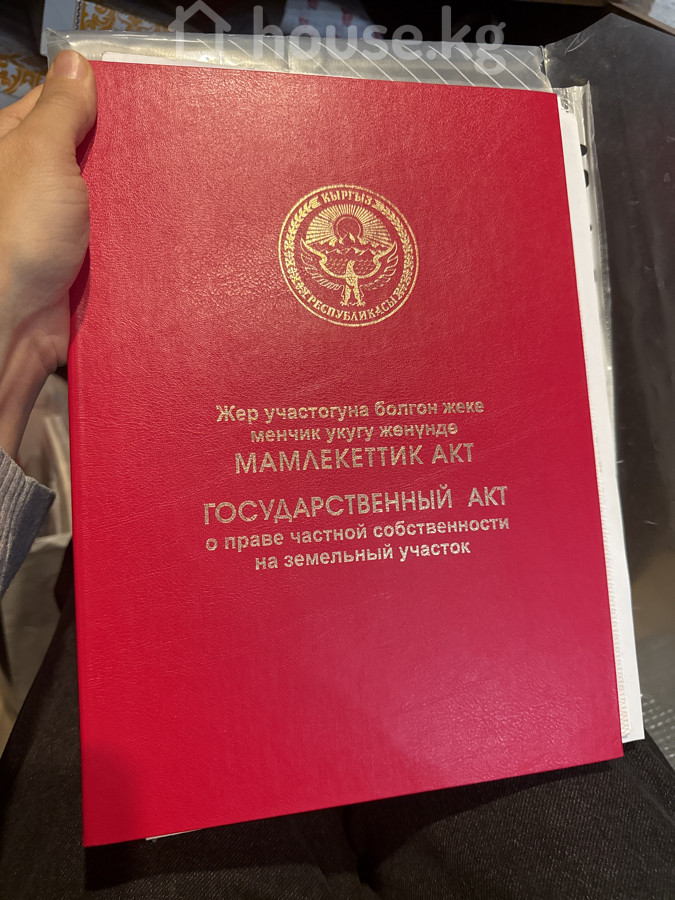 house.kg
КЫРГЫЗ
РЕСПУБЛИКАСЫ
Жер участогуна болгон жеке
менчик укугу жөнүндө
МАМЛЕКЕТТИК АКТ
ГОСУДАРСТВЕННЫЙ АКТ
о праве частной собственности
на земельный участок